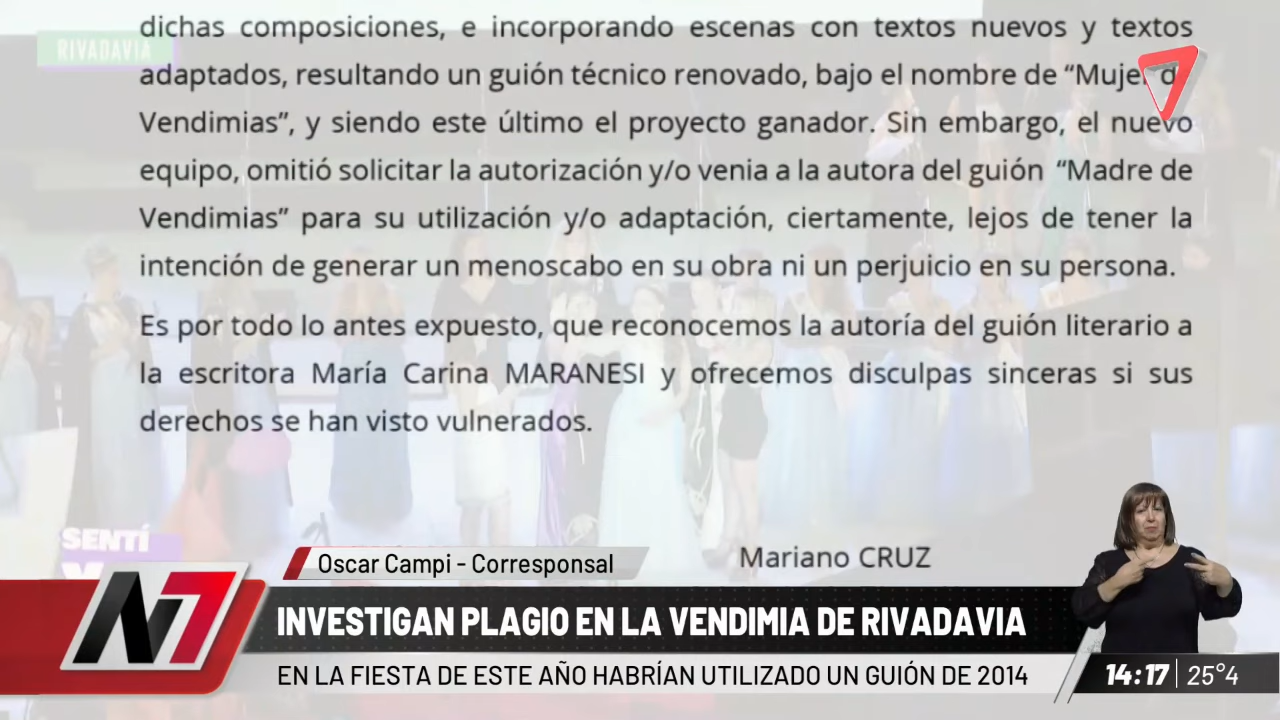 dichas composiciones, e incorporando escenas con textos nuevos y textos
RIVADAVIA
adaptados, resultando un guión técnico renovado, bajo el nombre de “Mujer d
Vendimias”, y siendo este último el proyecto ganador. Sin embargo, el nuevo
equipo, omitió solicitar la autorización y/o venia a la autora del guión “Madre de
Vendimias” para su utilización y/o adaptación, ciertamente, lejos de tener la
intención de generar un menoscabo en su obra ni un perjuicio en su persona.
Es por todo lo antes expuesto, que reconocemos la autoría del guión literario a
la escritora María Carina MARANESI y ofrecemos disculpas sinceras si sus
derechos se han visto vulnerados.
SENTÍ
Mariano CRUZ
Oscar Campi - Corresponsal
N7
INVESTIGAN PLAGIO EN LA VENDIMIA DE RIVADAVIA
EN LA FIESTA DE ESTE AÑO HABRÍAN UTILIZADO UN GUIÓN DE 2014
14:17 25°4